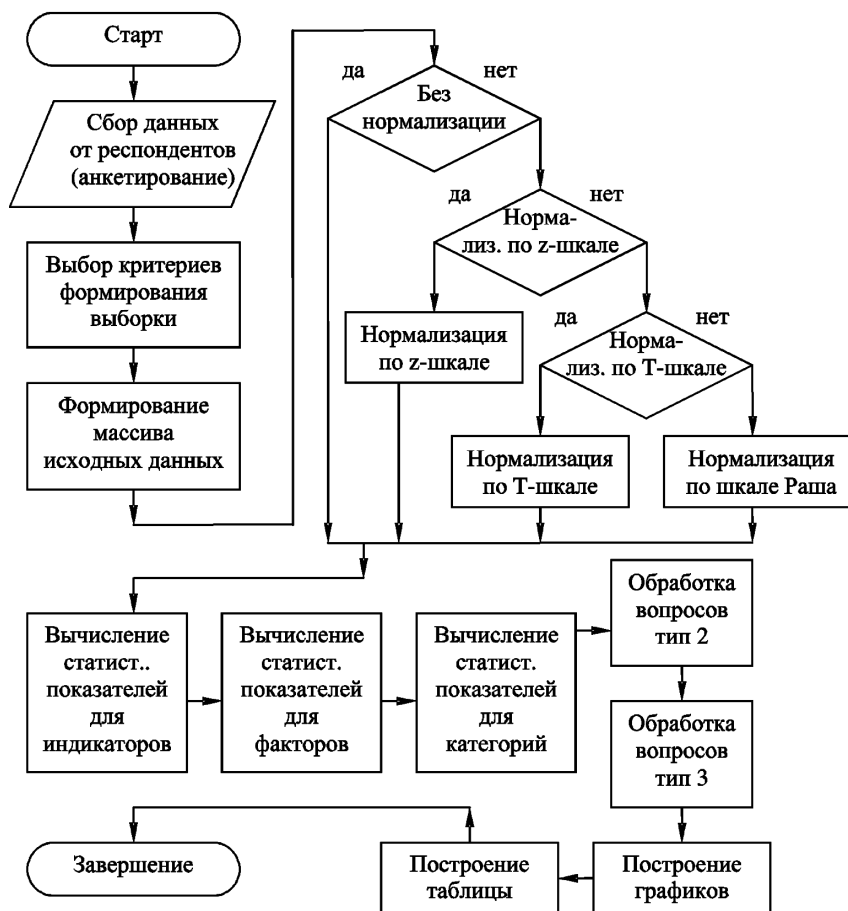 Старт
Сбор данных
от респондентов
(анкетирование)
Выбор критериев
формирования
выборки
Формирование
массива
исходных данных
да
нет
Без
нормализации
да
нет
Норма-
лиз. по z-шкале
Нормализация
по z-шкале
да
нет
Норма-
лиз. по Т-шкале
Нормализация
по Т-шкале
Нормализация
по шкале Раша
Вычисление
статист..
показателей
для
индикаторов
Вычисление
статист.
показателей
для
факторов
Вычисление
статист.
показателей
для
категорий
Обработка
вопросов
тип 2
Обработка
вопросов
тип 3
Построение
графиков
Построение
таблицы
Завершение